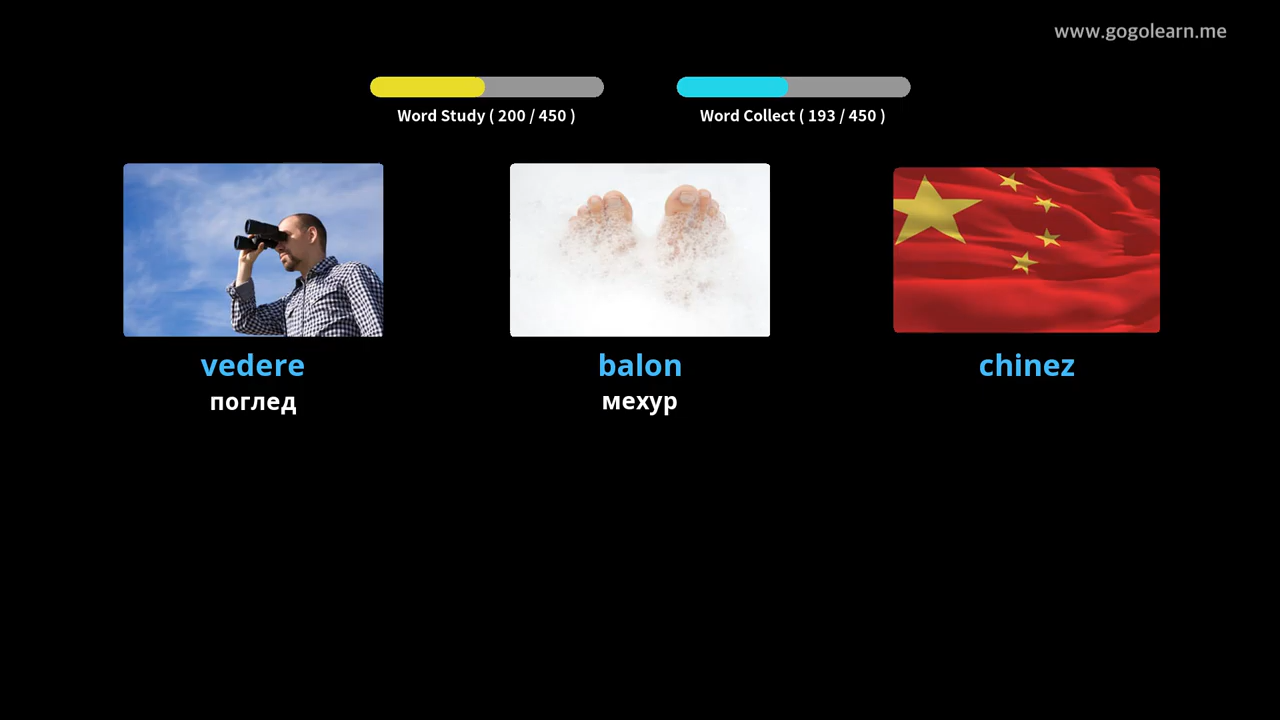 www.gogolearn.me
Word Study ( 200 / 450 )
Word Collect ( 193 / 450 )
vedere
поглед
balon
мехур
chinez